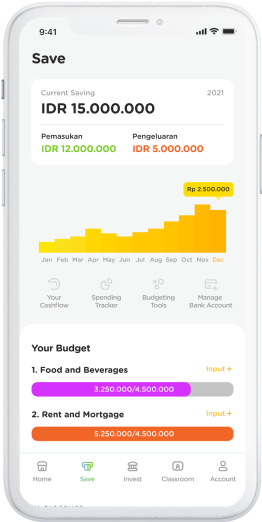 9:41
Save
Current Saving 2021
IDR 15.000.000
Pemasukan Pengeluaran
IDR 12.000.000 IDR 5.000.000
Rp 2.500.000
Jan Feb Mar Apr May Jun Jul Aug Sep Oct Nov Dec
Your Spending Budgeting Manage
Cashflow Tracker Tools Bank Account
Your Budget
1. Food and Beverages Input +
3.250.000/4.500.000
2. Rent and Mortgage Input +
5.250.000/4.500.000
Home Save Invest Classroom Account